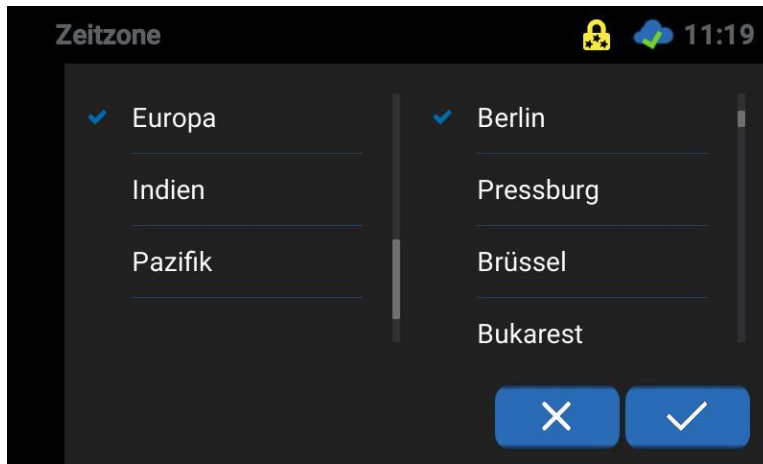 Zeitzone
11:19
Europa
Indien
Pazifik
Berlin
Pressburg
Brüssel
Bukarest